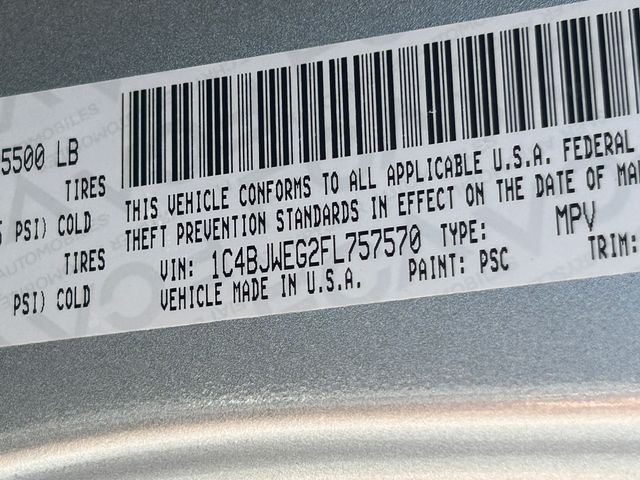 5500 LB
TIRES
PSI) COLD
TIRES
PSI) COLD
THIS VEHICLE CONFORMS TO ALL APPLICABLE U.S.A. FEDERAL
THEFT PREVENTION STANDARDS IN EFFECT ON THE DATE OF MA
VIN: 1C4BJWEG2FL757570 TYPE: MPV
VEHICLE MADE IN U.S.A. PAINT: PSC TRIM: